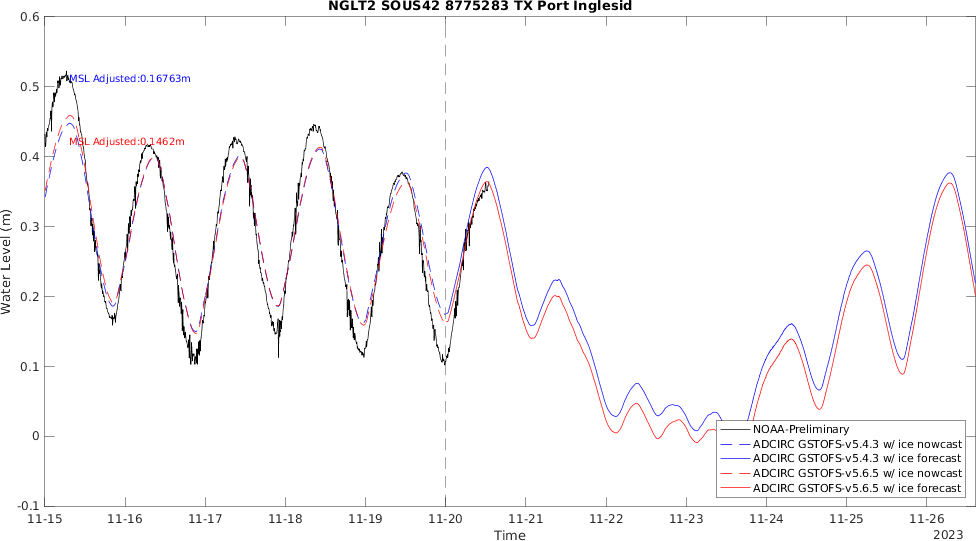 NGLT2 SOUS42 8775283 TX Port Inglesid
0.6
0.5
0.4
0.3
0.2
0.1
0
-0.1
Water Level (m)
MSL Adjusted:0.16763m
MSL Adjusted:0.1462m
NOAA-Preliminary
ADCIRC GSTOFS-v5.4.3 w/ ice nowcast
ADCIRC GSTOFS-v5.4.3 w/ ice forecast
ADCIRC GSTOFS-v5.6.5 w/ ice nowcast
ADCIRC GSTOFS-v5.6.5 w/ ice forecast
11-15 11-16 11-17 11-18 11-19 11-20 11-21 11-22 11-23 11-24 11-25 11-26
Time
2023